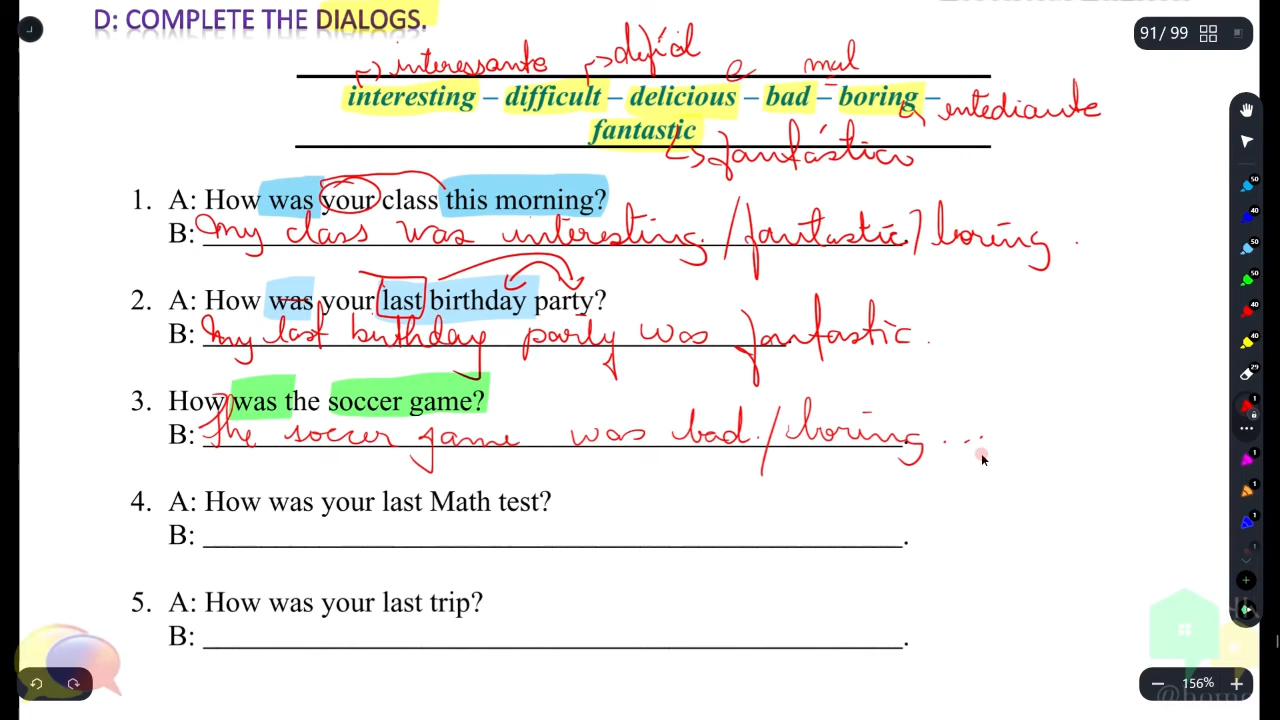 D: COMPLETE THE DIALOGS.
91/ 99
interessante difícil mal
interesting – difficult – delicious – bad – boring –
entediante
fantastic
fantástico
1. A: How was your class this morning?
B: My class was interesting. / fantastic / boring.
2. A: How was your last birthday party?
B: My last birthday party was fantastic.
3. How was the soccer game?
B: The soccer game was bad. / boring. ...
4. A: How was your last Math test?
B: ______.
5. A: How was your last trip?
B: ______.
156%